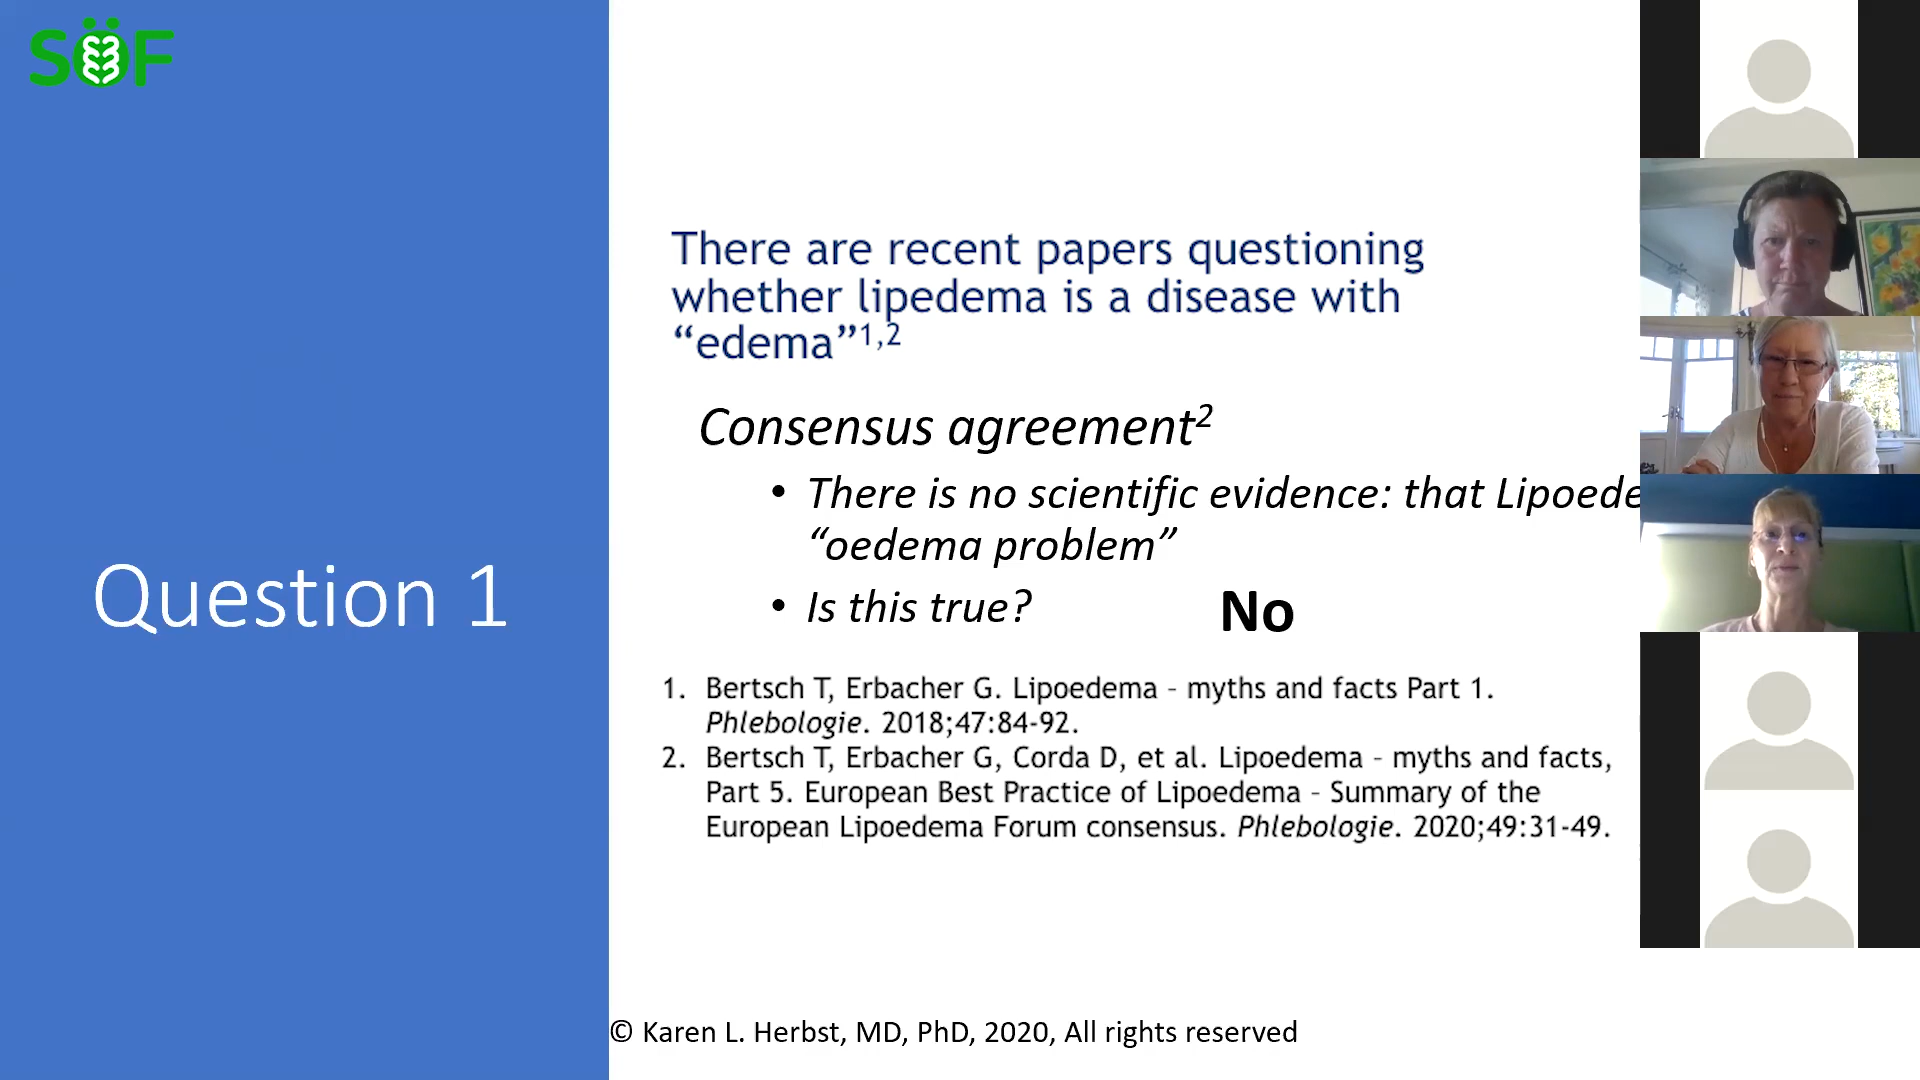 SÖF
Question 1
There are recent papers questioning
whether lipedema is a disease with
“edema”1,2
Consensus agreement2
• There is no scientific evidence: that Lipoede
“oedema problem”
• Is this true? No
1. Bertsch T, Erbacher G. Lipoedema – myths and facts Part 1.
Phlebologie. 2018;47:84-92.
2. Bertsch T, Erbacher G, Corda D, et al. Lipoedema – myths and facts,
Part 5. European Best Practice of Lipoedema – Summary of the
European Lipoedema Forum consensus. Phlebologie. 2020;49:31-49.
© Karen L. Herbst, MD, PhD, 2020, All rights reserved